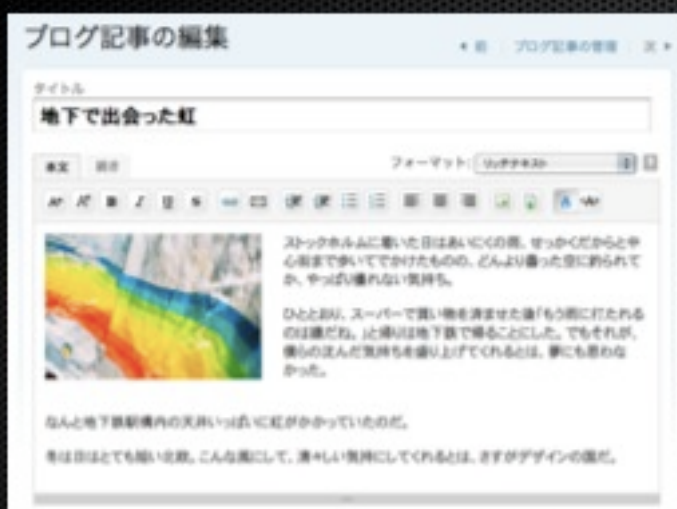 ブログ記事の編集
前 ブログ記事の管理 次
タイトル
地下で出会った虹
本文 続き
フォーマット: リッチテキスト
ストックホルムに着いた日はあいにくの雨。せっかくだからと中
心街まで歩いてでかけたものの、どんより曇った空に釣られて
か、やっぱり優れない気持ち。
ひととおり、スーパーで買い物を済ませた後「もう雨に打たれる
のは嫌だね。」と帰りは地下鉄で帰ることにした。でもそれが、
僕らの沈んだ気持ちを盛り上げてくれるとは、夢にも思わな
かった。
なんと地下鉄駅構内の天井いっぱいに虹がかかっていたのだ。
冬は日はとても短い北欧。こんな風にして、清々しい気持にしてくれるとは、さすがデザインの国だ。